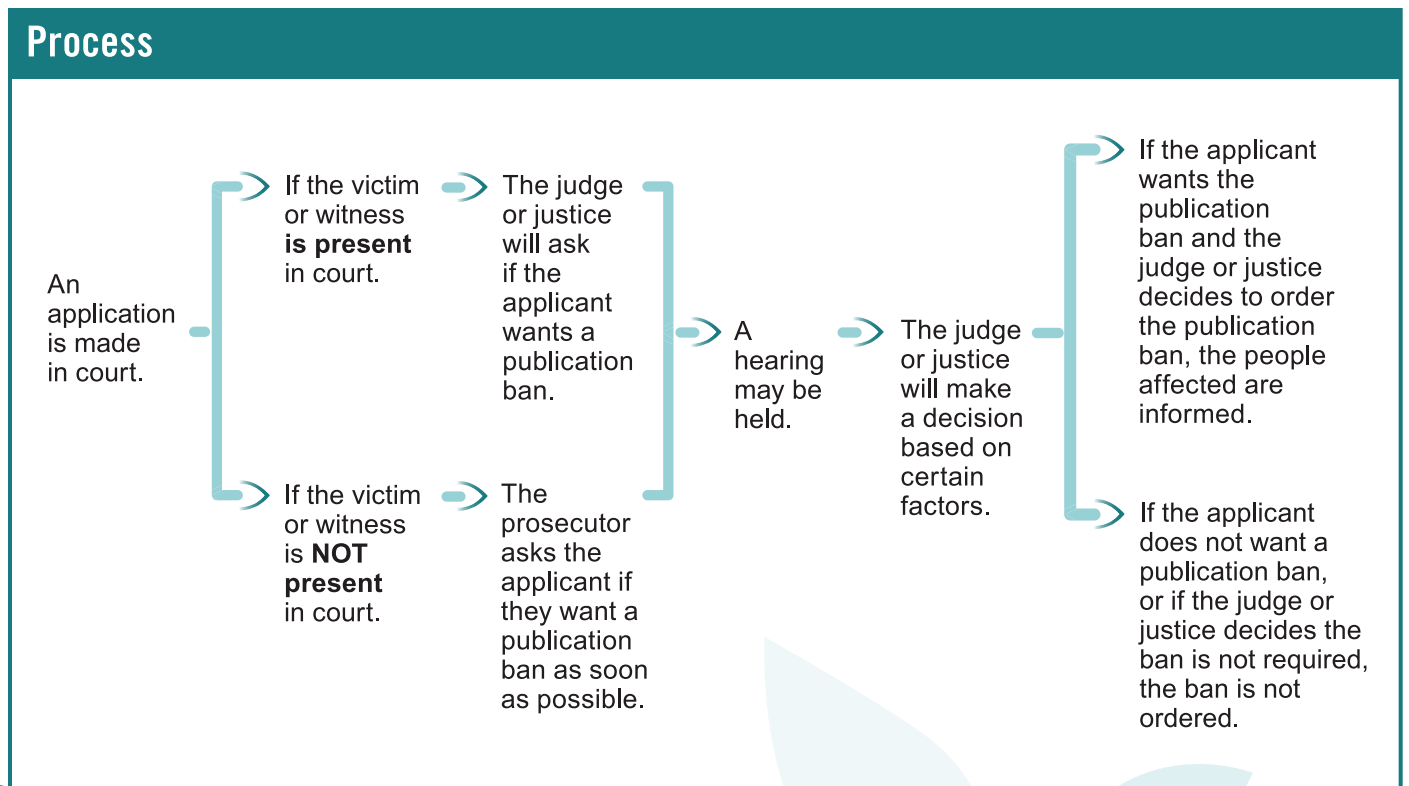 Process
An
application
is made
in court.
If the victim
or witness
is present
in court.
The judge
or justice
will ask
if the
applicant
wants a
publication
ban.
If the victim
or witness
is NOT
present
in court.
The
prosecutor
asks the
applicant if
they want a
publication
ban as soon
as possible.
A
hearing
may be
held.
The judge
or justice
will make
a decision
based on
certain
factors.
If the applicant
wants the
publication
ban and the
judge or justice
decides to order
the publication
ban, the people
affected are
informed.
If the applicant
does not want a
publication ban,
or if the judge or
justice decides the
ban is not required,
the ban is not
ordered.